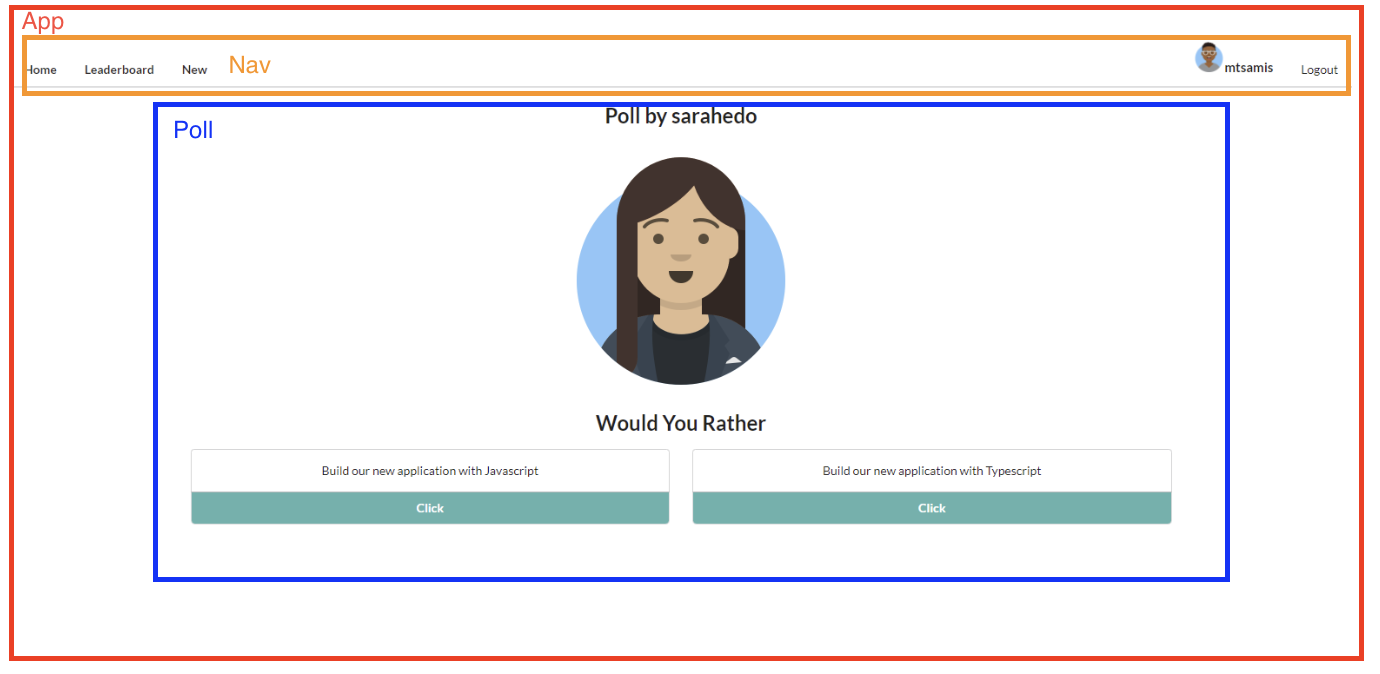 App
Home Leaderboard New Nav mtsamis Logout
Poll by sarahedo
Poll
Would You Rather
Build our new application with Javascript Build our new application with Typescript
Click Click